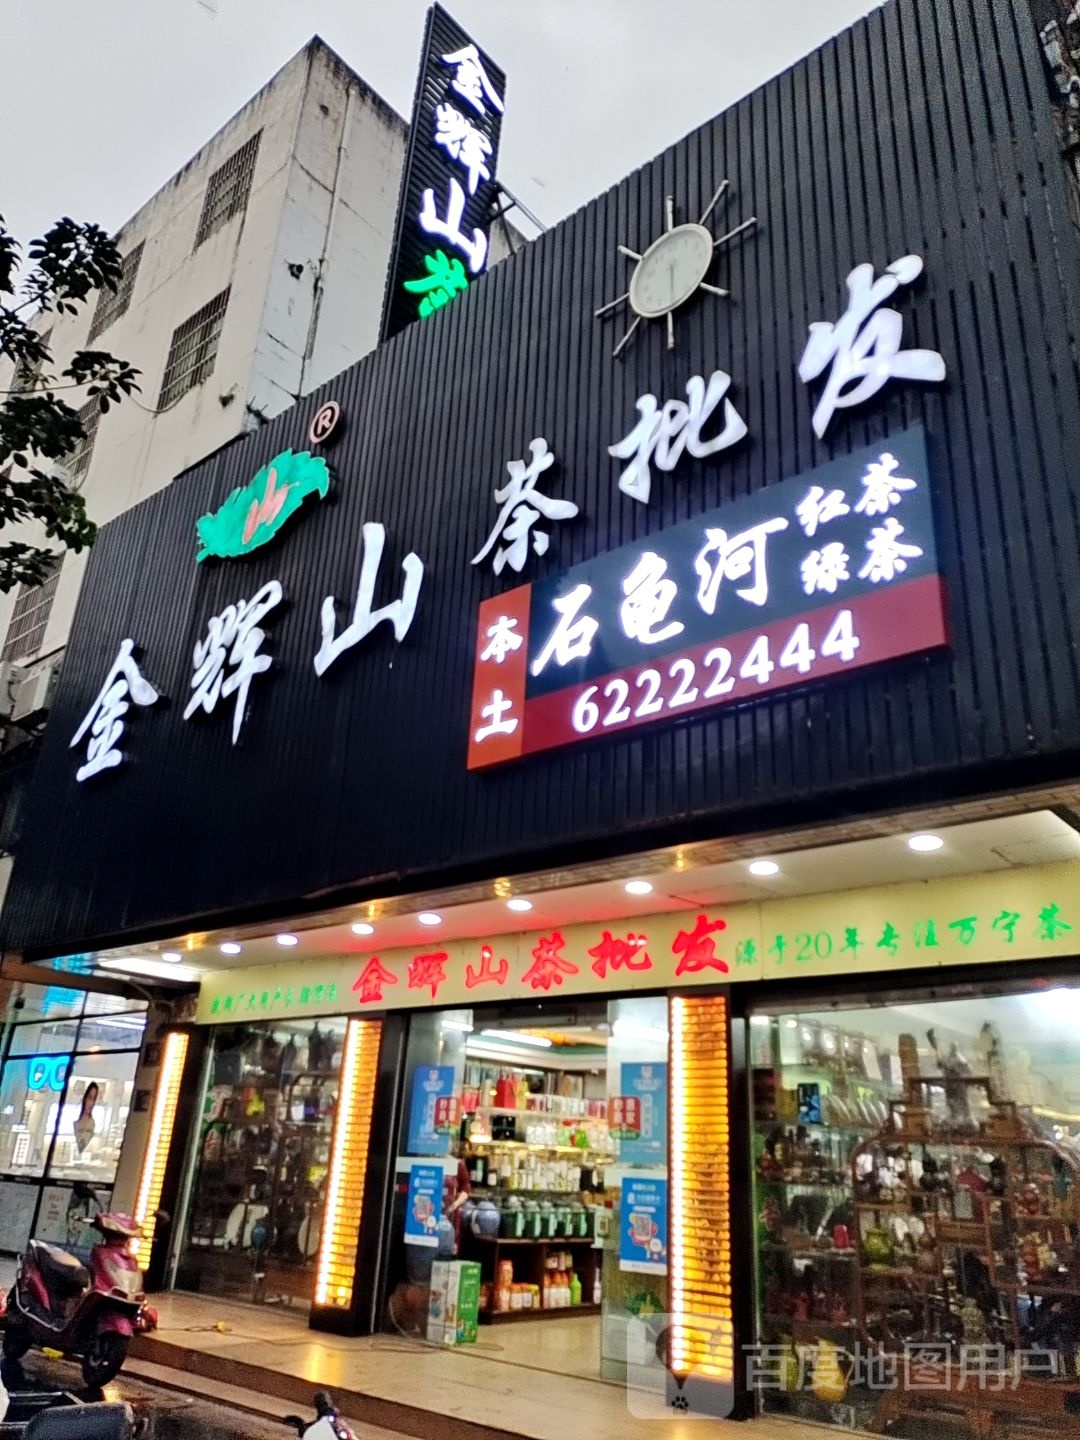 金辉山茶
®
山
金辉山茶批发
本土
石龟河
红茶
绿茶
62222444
金辉山茶批发
源于20年专注万宁茶
百度地图用户